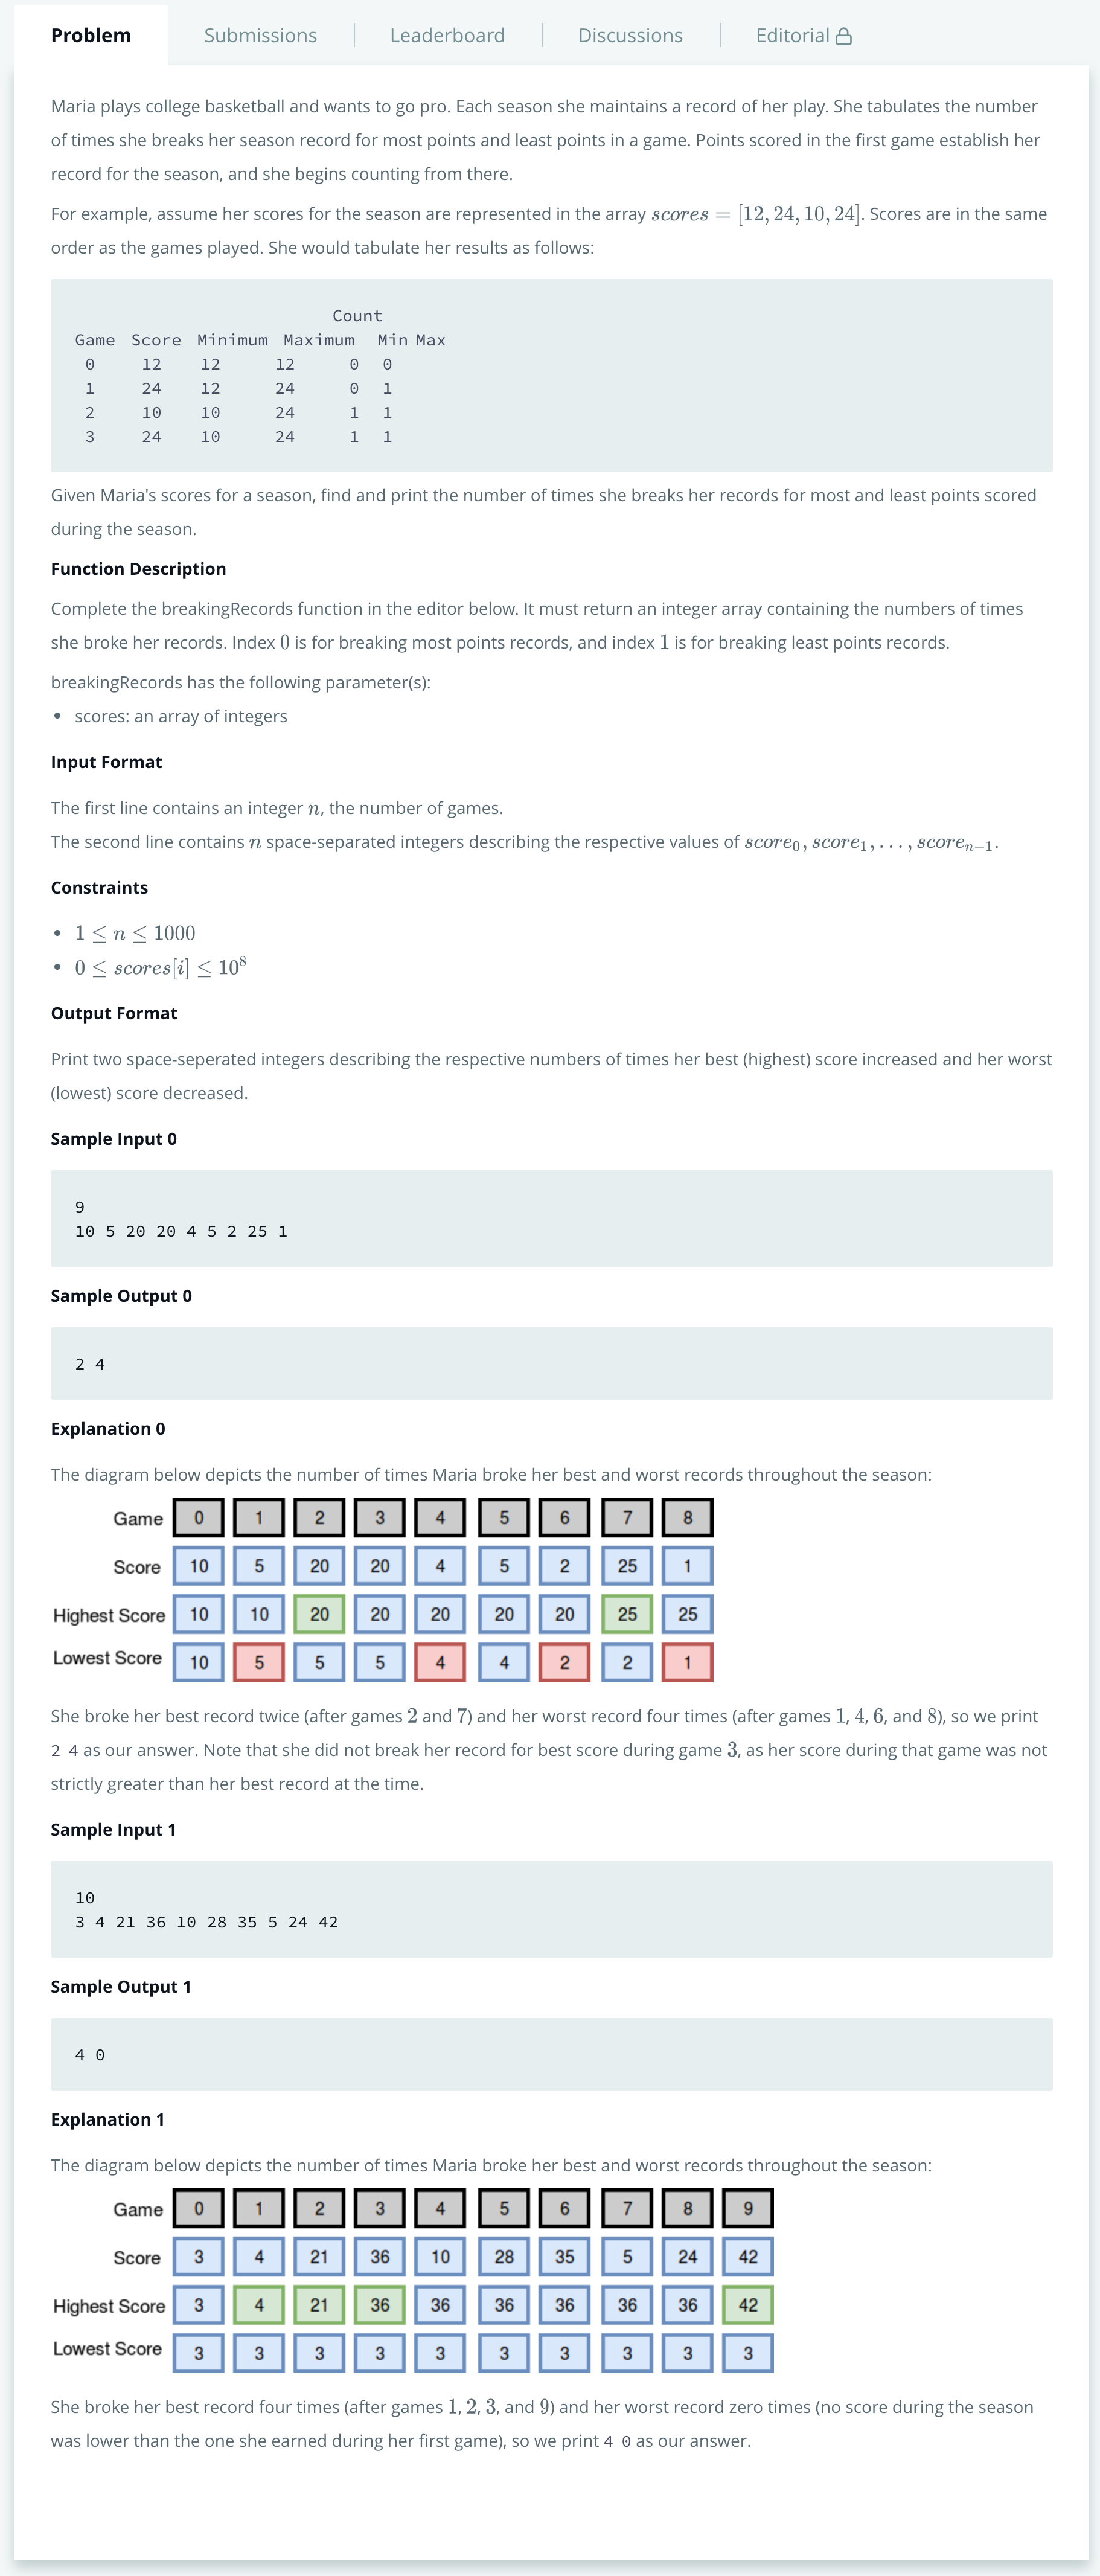 Problem Submissions Leaderboard Discussions Editorial
Maria plays college basketball and wants to go pro. Each season she maintains a record of her play. She tabulates the number
of times she breaks her season record for most points and least points in a game. Points scored in the first game establish her
record for the season, and she begins counting from there.
For example, assume her scores for the season are represented in the array scores = [12, 24, 10, 24]. Scores are in the same
order as the games played. She would tabulate her results as follows:
Count
Game Score Minimum Maximum Min Max
0 12 12 12 0 0
1 24 12 24 0 1
2 10 10 24 1 1
3 24 10 24 1 1
Given Maria's scores for a season, find and print the number of times she breaks her records for most and least points scored
during the season.
Function Description
Complete the breakingRecords function in the editor below. It must return an integer array containing the numbers of times
she broke her records. Index 0 is for breaking most points records, and index 1 is for breaking least points records.
breakingRecords has the following parameter(s):
• scores: an array of integers
Input Format
The first line contains an integer n, the number of games.
The second line contains n space-separated integers describing the respective values of score₀, score₁, . . . , scoreₙ₋₁.
Constraints
• 1 ≤ n ≤ 1000
• 0 ≤ scores[i] ≤ 10⁸
Output Format
Print two space-seperated integers describing the respective numbers of times her best (highest) score increased and her worst
(lowest) score decreased.
Sample Input 0
9
10 5 20 20 4 5 2 25 1
Sample Output 0
2 4
Explanation 0
The diagram below depicts the number of times Maria broke her best and worst records throughout the season:
Game 0 1 2 3 4 5 6 7 8
Score 10 5 20 20 4 5 2 25 1
Highest Score 10 10 20 20 20 20 20 25 25
Lowest Score 10 5 5 5 4 4 2 2 1
She broke her best record twice (after games 2 and 7) and her worst record four times (after games 1, 4, 6, and 8), so we print
2 4 as our answer. Note that she did not break her record for best score during game 3, as her score during that game was not
strictly greater than her best record at the time.
Sample Input 1
10
3 4 21 36 10 28 35 5 24 42
Sample Output 1
4 0
Explanation 1
The diagram below depicts the number of times Maria broke her best and worst records throughout the season:
Game 0 1 2 3 4 5 6 7 8 9
Score 3 4 21 36 10 28 35 5 24 42
Highest Score 3 4 21 36 36 36 36 36 36 42
Lowest Score 3 3 3 3 3 3 3 3 3 3
She broke her best record four times (after games 1, 2, 3, and 9) and her worst record zero times (no score during the season
was lower than the one she earned during her first game), so we print 4 0 as our answer.